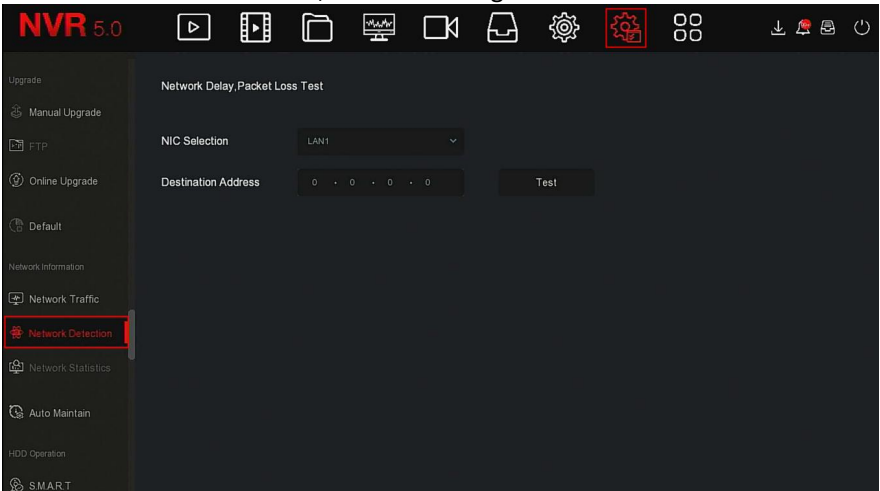 NVR 5.0
Upgrade
Manual Upgrade
FTP
Online Upgrade
Default
Network Information
Network Traffic
Network Detection
Network Statistics
Auto Maintain
HDD Operation
S.M.A.R.T
Network Delay,Packet Loss Test
NIC Selection LAN1
Destination Address 0 . 0 . 0 . 0 Test